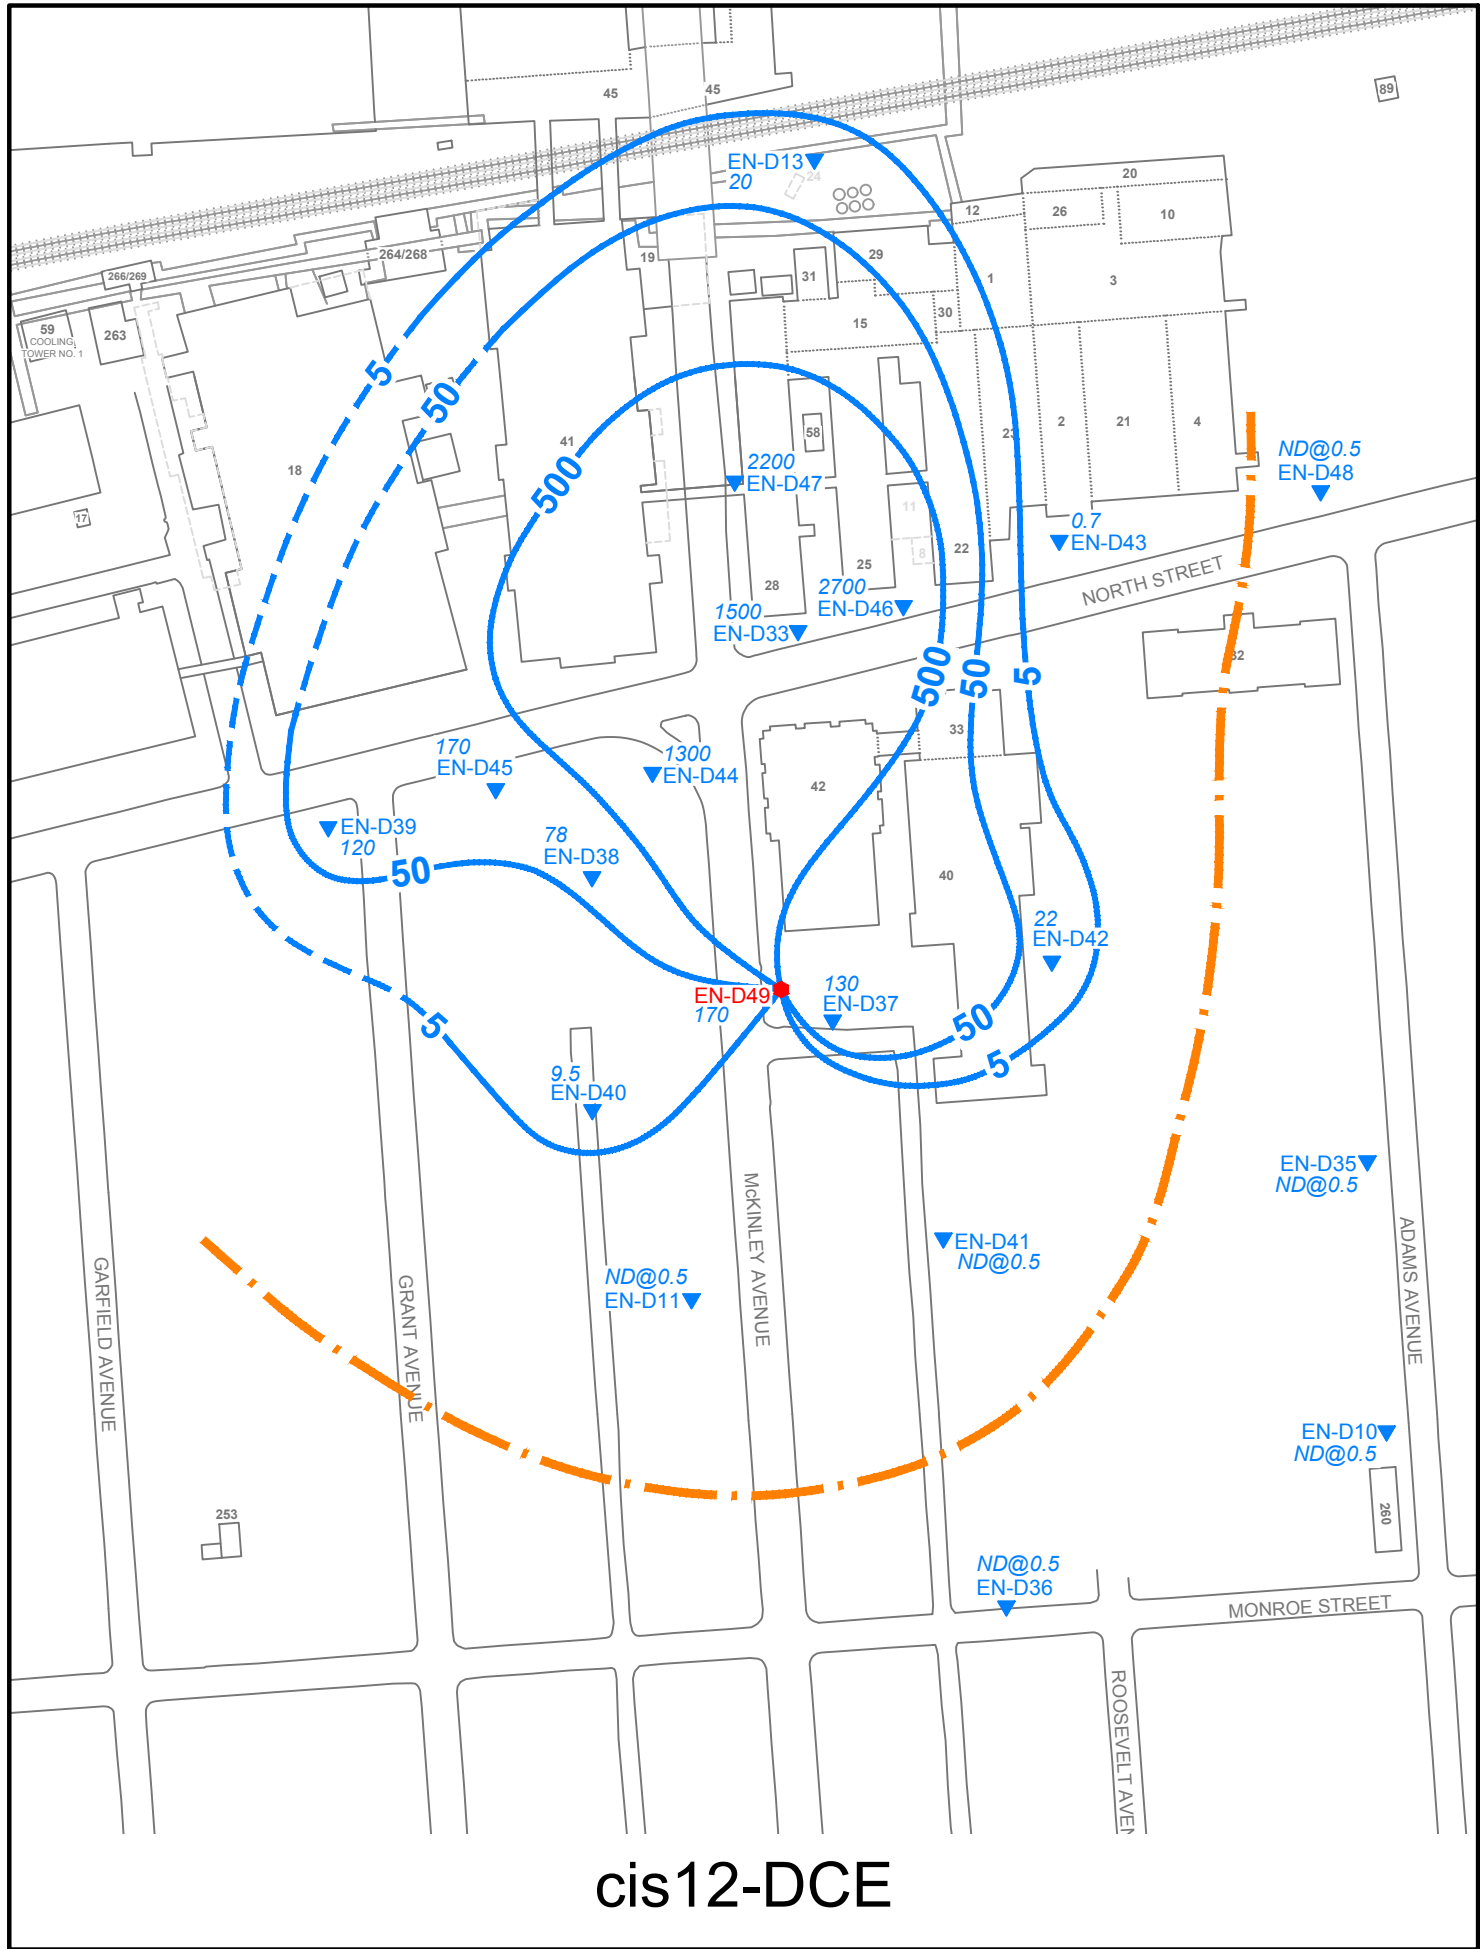 45
45
89
EN-D13
20
24
20
12
26
10
264/268
19
29
31
1
3
266/269
59
COOLING
TOWER NO. 1
263
15
30
5
50
58
23
2
21
4
41
18
500
2200
EN-D47
ND@0.5
EN-D48
17
11
0.7
EN-D43
8
22
25
28
2700
EN-D46
1500
EN-D33
NORTH STREET
32
500
50
5
33
170
EN-D45
1300
EN-D44
42
EN-D39
120
78
EN-D38
50
40
22
EN-D42
EN-D49
170
130
EN-D37
5
50
5
9.5
EN-D40
EN-D35
ND@0.5
McKINLEY AVENUE
EN-D41
ND@0.5
ND@0.5
EN-D11
GARFIELD AVENUE
GRANT AVENUE
ADAMS AVENUE
EN-D10
ND@0.5
253
260
ND@0.5
EN-D36
MONROE STREET
ROOSEVELT AVEN
cis12-DCE